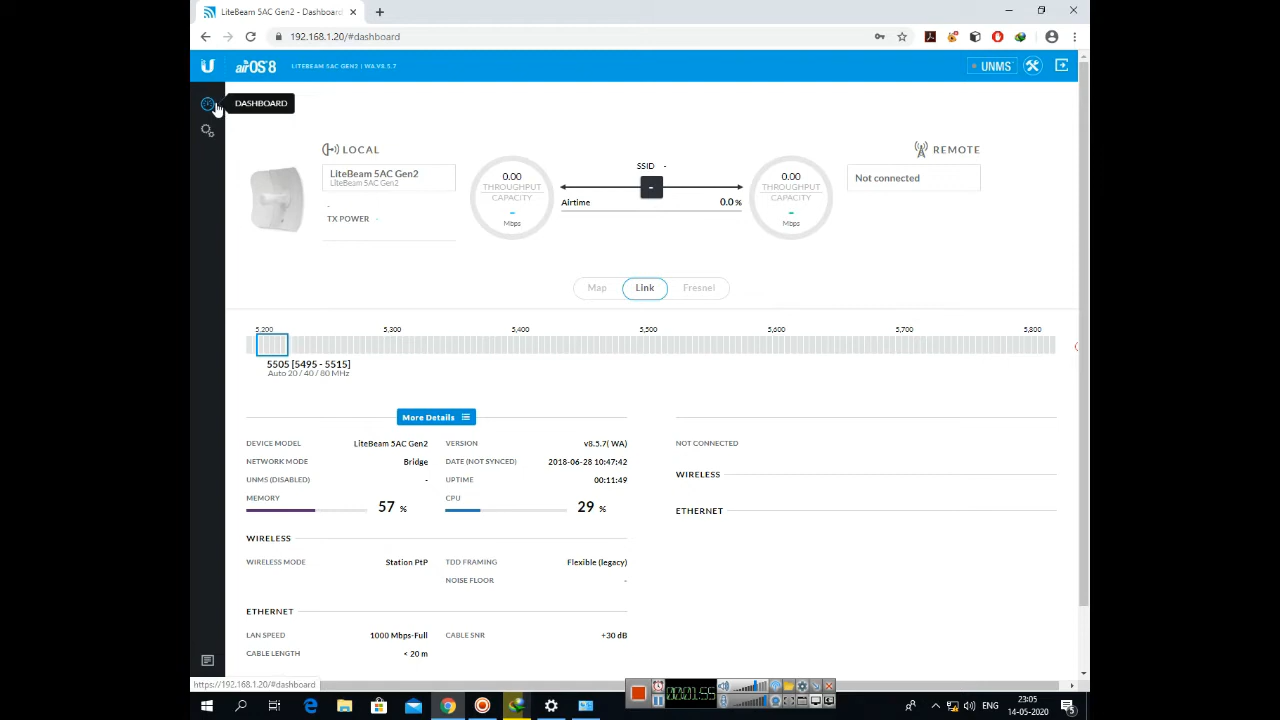 LiteBeam 5AC Gen2 - Dashboard
192.168.1.20/#dashboard
airOS 8 LITEBEAM 5AC GEN2 | WA.V8.5.7 UNMS
DASHBOARD
LOCAL
LiteBeam 5AC Gen2
LiteBeam 5AC Gen2
-
TX POWER -
0.00
THROUGHPUT
CAPACITY
-
Mbps
SSID -
-
Airtime 0.0 %
0.00
THROUGHPUT
CAPACITY
-
Mbps
REMOTE
Not connected
Map Link Fresnel
5,200 5,300 5,400 5,500 5,600 5,700 5,800
5505 [5495 - 5515]
Auto 20 / 40 / 80 MHz
More Details
DEVICE MODEL LiteBeam 5AC Gen2 VERSION v8.5.7( WA) NOT CONNECTED
NETWORK MODE Bridge DATE (NOT SYNCED) 2018-06-28 10:47:42
UNMS (DISABLED) - UPTIME 00:11:49 WIRELESS
MEMORY 57 % CPU 29 % ETHERNET
WIRELESS
WIRELESS MODE Station PtP TDD FRAMING Flexible (legacy)
NOISE FLOOR -
ETHERNET
LAN SPEED 1000 Mbps-Full CABLE SNR +30 dB
CABLE LENGTH < 20 m
https://192.168.1.20/#dashboard
ENG 23:05
14-05-2020